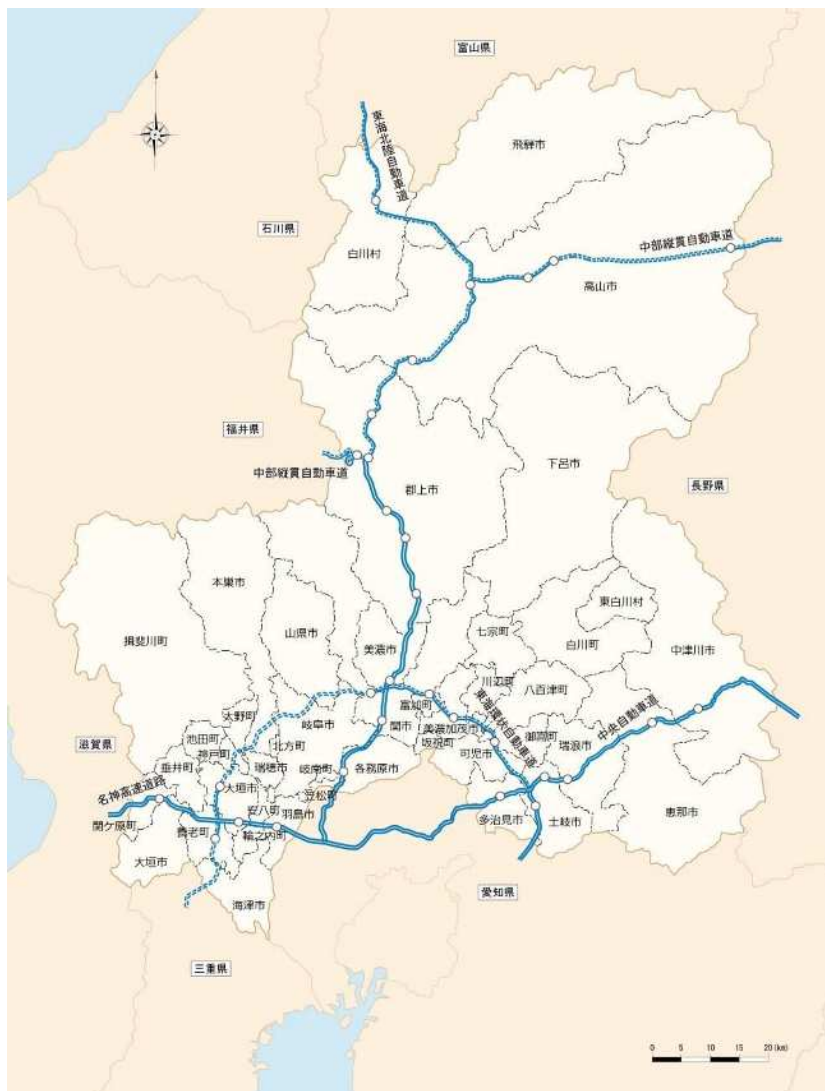 富山県
東海北陸自動車道
飛騨市
石川県
白川村
中部縦貫自動車道
高山市
福井県
中部縦貫自動車道
郡上市
下呂市
長野県
本巣市
揖斐川町
山県市
美濃市
七宗町
東白川村
白川町
中津川市
川辺町
八百津町
大野町
富加町
岐阜市
関市
美濃加茂市
坂祝町
東海環状自動車道
御嵩町
中央自動車道
滋賀県
池田町
神戸町
北方町
可児市
瑞浪市
垂井町
瑞穂市
岐南町
各務原市
名神高速道路
大垣市
笠松町
安八町
羽島市
恵那市
関ケ原町
養老町
輪之内町
多治見市
土岐市
大垣市
海津市
愛知県
三重県
0 5 10 15 20(km)